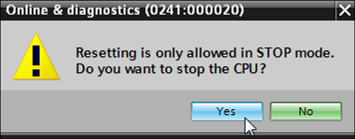 Online & diagnostics (0241:000020)
Resetting is only allowed in STOP mode.
Do you want to stop the CPU?
Yes
No